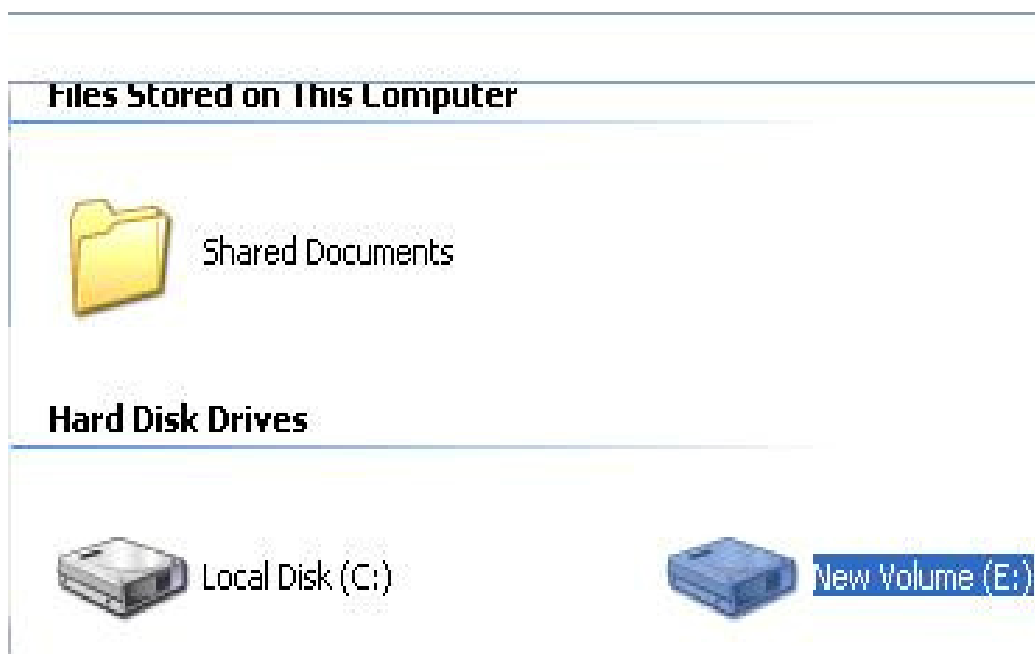 Files Stored on This Computer
Shared Documents
Hard Disk Drives
Local Disk (C:)
New Volume (E:)